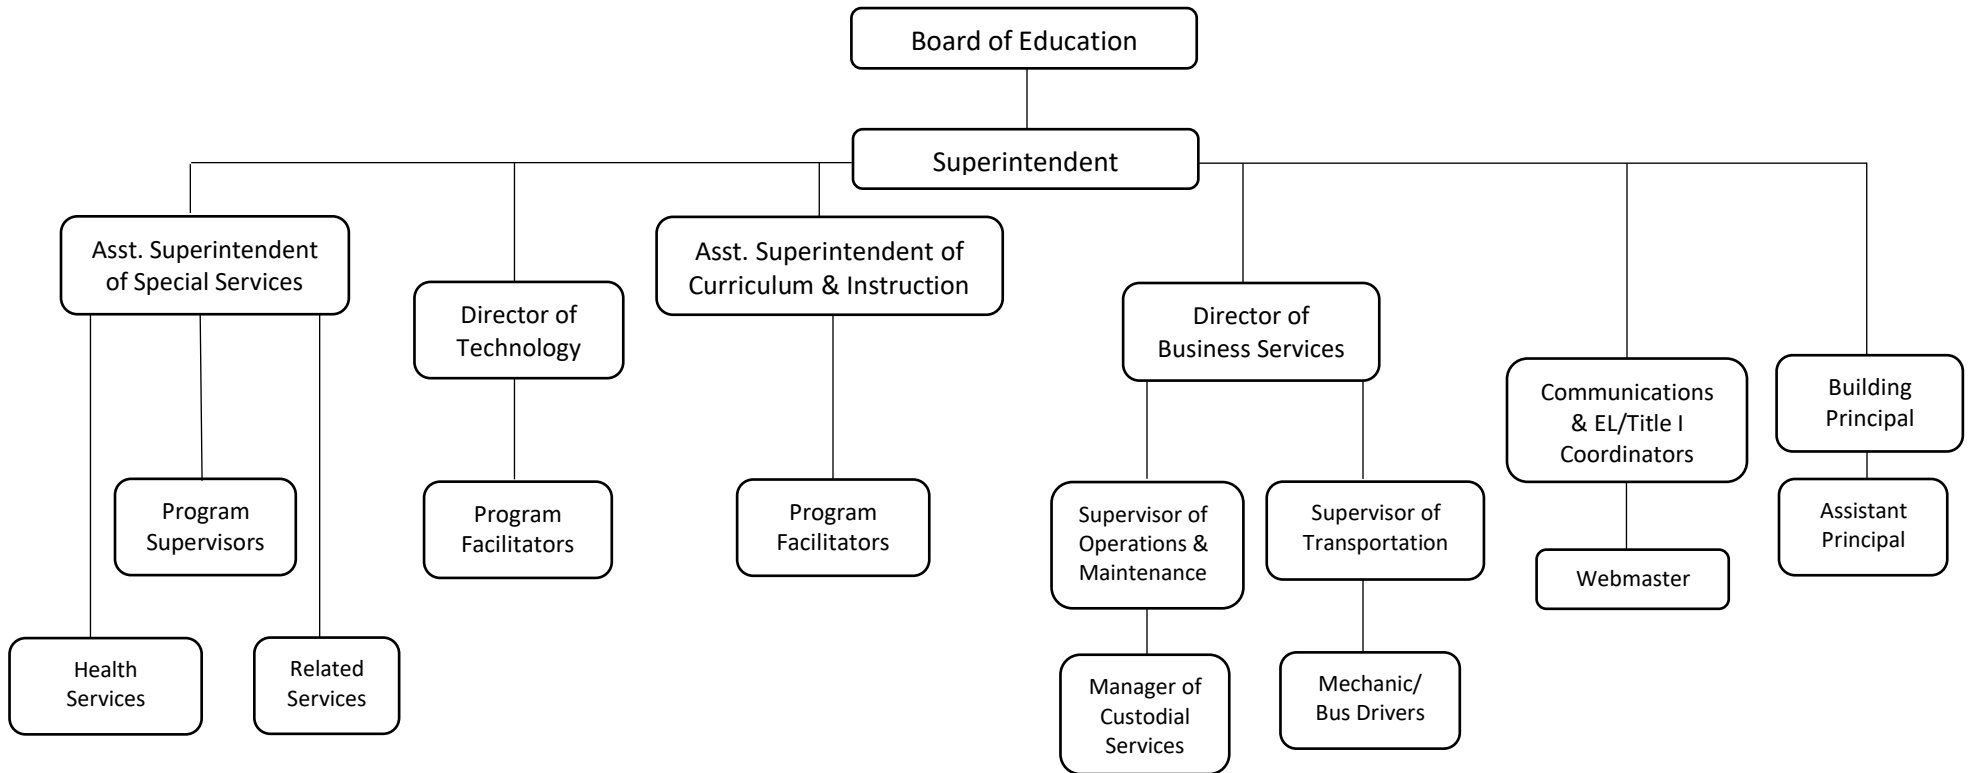 Board of Education
Superintendent
Asst. Superintendent
of Special Services
Asst. Superintendent of
Curriculum & Instruction
Director of
Technology
Director of
Business Services
Communications
& EL/Title I
Coordinators
Building
Principal
Program
Supervisors
Program
Facilitators
Program
Facilitators
Supervisor of
Operations &
Maintenance
Supervisor of
Transportation
Assistant
Principal
Webmaster
Health
Services
Related
Services
Manager of
Custodial
Services
Mechanic/
Bus Drivers